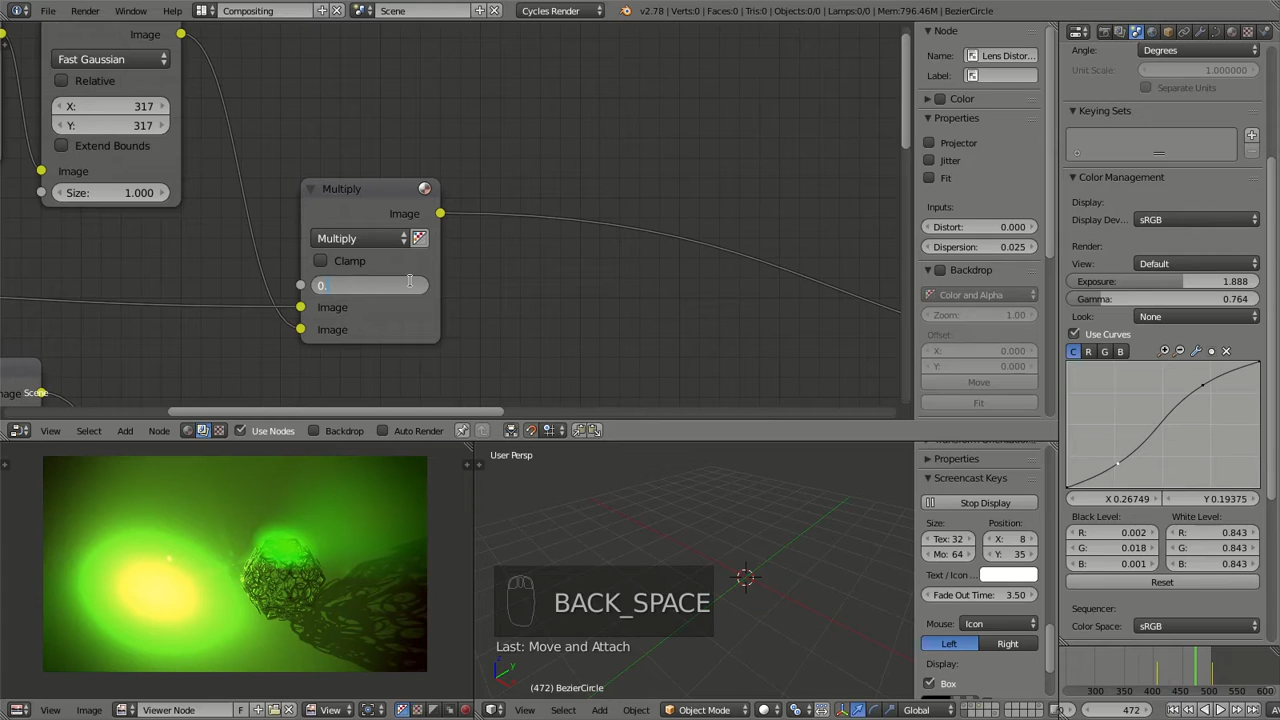 File Render Window Help Compositing Scene Cycles Render v2.78 | Verts:0 | Faces:0 | Tris:0 | Objects:0/0 | Lamps:0/0 | Mem:796.46M | BezierCircle
Image
Fast Gaussian
Relative
X: 317
Y: 317
Extend Bounds
Image
Size: 1.000
Multiply
Image
Multiply
Clamp
0.
Image
Image
Image
Scene
Node
Name: Lens Distor...
Label:
Color
Properties
Projector
Jitter
Fit
Inputs:
Distort: 0.000
Dispersion: 0.025
Backdrop
Color and Alpha
Zoom: 1.00
Offset:
X: 0.000
Y: 0.000
Move
Fit
Angle: Degrees
Unit Scale: 1.000000
Separate Units
Keying Sets
Color Management
Display:
Display Dev... sRGB
Render:
View: Default
Exposure: 1.888
Gamma: 0.764
Look: None
Use Curves
C R G B
X 0.26749 Y 0.19375
Black Level: White Level:
R: 0.002 R: 0.843
G: 0.018 G: 0.843
B: 0.001 B: 0.843
Reset
Sequencer:
Color Space: sRGB
View Select Add Node Use Nodes Backdrop Auto Render
User Persp
BACK_SPACE
Last: Move and Attach
(472) BezierCircle
Properties
Screencast Keys
Stop Display
Size: Position:
Tex: 32 X: 8
Mo: 64 Y: 35
Text / Icon ...
Fade Out Time: 3.50
Mouse: Icon
Left Right
Display:
Box
300 350 400 450 500 550 600
View Image Viewer Node F View
View Select Add Object Object Mode Global
472